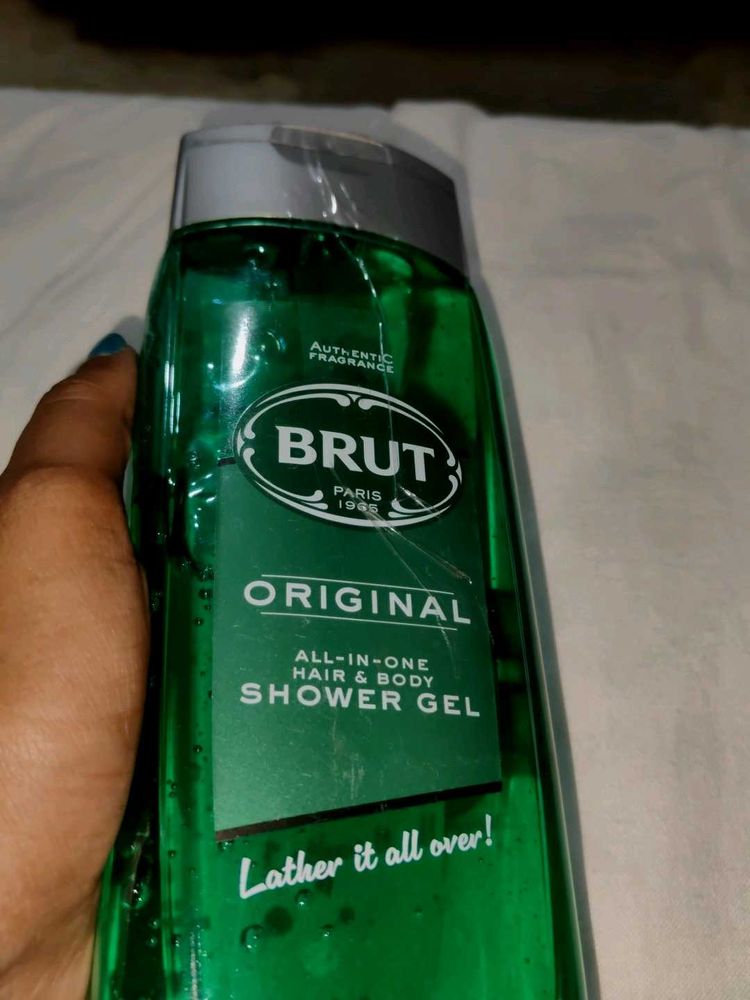 AUTHENTIC
FRAGRANCE
BRUT
PARIS
1965
ORIGINAL
ALL-IN-ONE
HAIR & BODY
SHOWER GEL
Lather it all over!